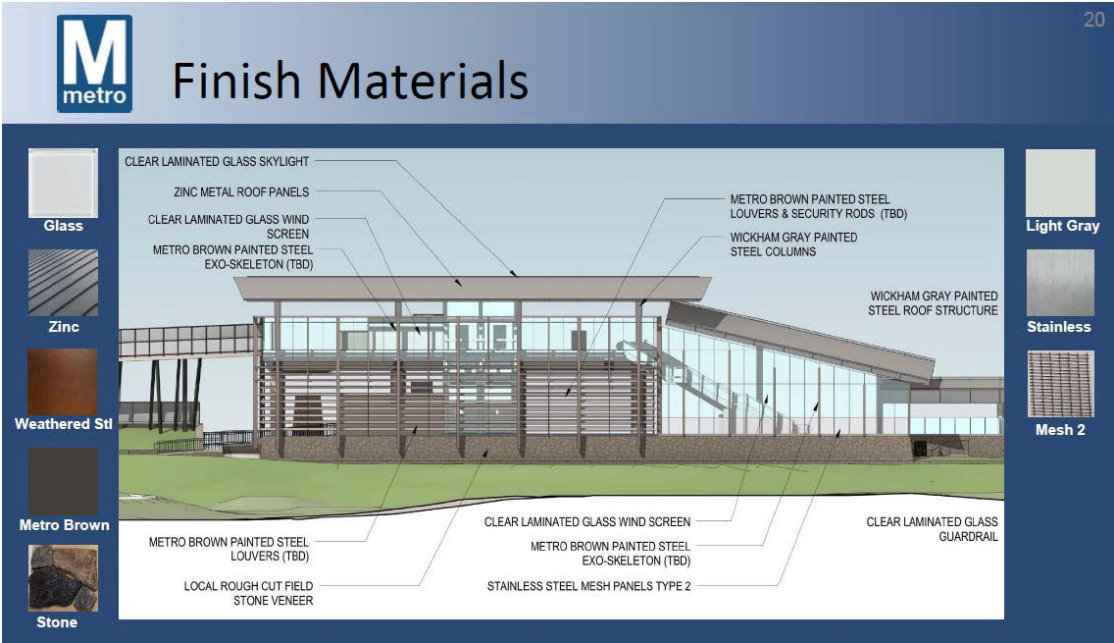 20
M
metro
Finish Materials
Glass
Zinc
Weathered Stl
Metro Brown
Stone
CLEAR LAMINATED GLASS SKYLIGHT
ZINC METAL ROOF PANELS
CLEAR LAMINATED GLASS WIND
SCREEN
METRO BROWN PAINTED STEEL
EXO-SKELETON (TBD)
METRO BROWN PAINTED STEEL
LOUVERS & SECURITY RODS (TBD)
WICKHAM GRAY PAINTED
STEEL COLUMNS
WICKHAM GRAY PAINTED
STEEL ROOF STRUCTURE
METRO BROWN PAINTED STEEL
LOUVERS (TBD)
LOCAL ROUGH CUT FIELD
STONE VENEER
CLEAR LAMINATED GLASS WIND SCREEN
METRO BROWN PAINTED STEEL
EXO-SKELETON (TBD)
STAINLESS STEEL MESH PANELS TYPE 2
CLEAR LAMINATED GLASS
GUARDRAIL
Light Gray
Stainless
Mesh 2